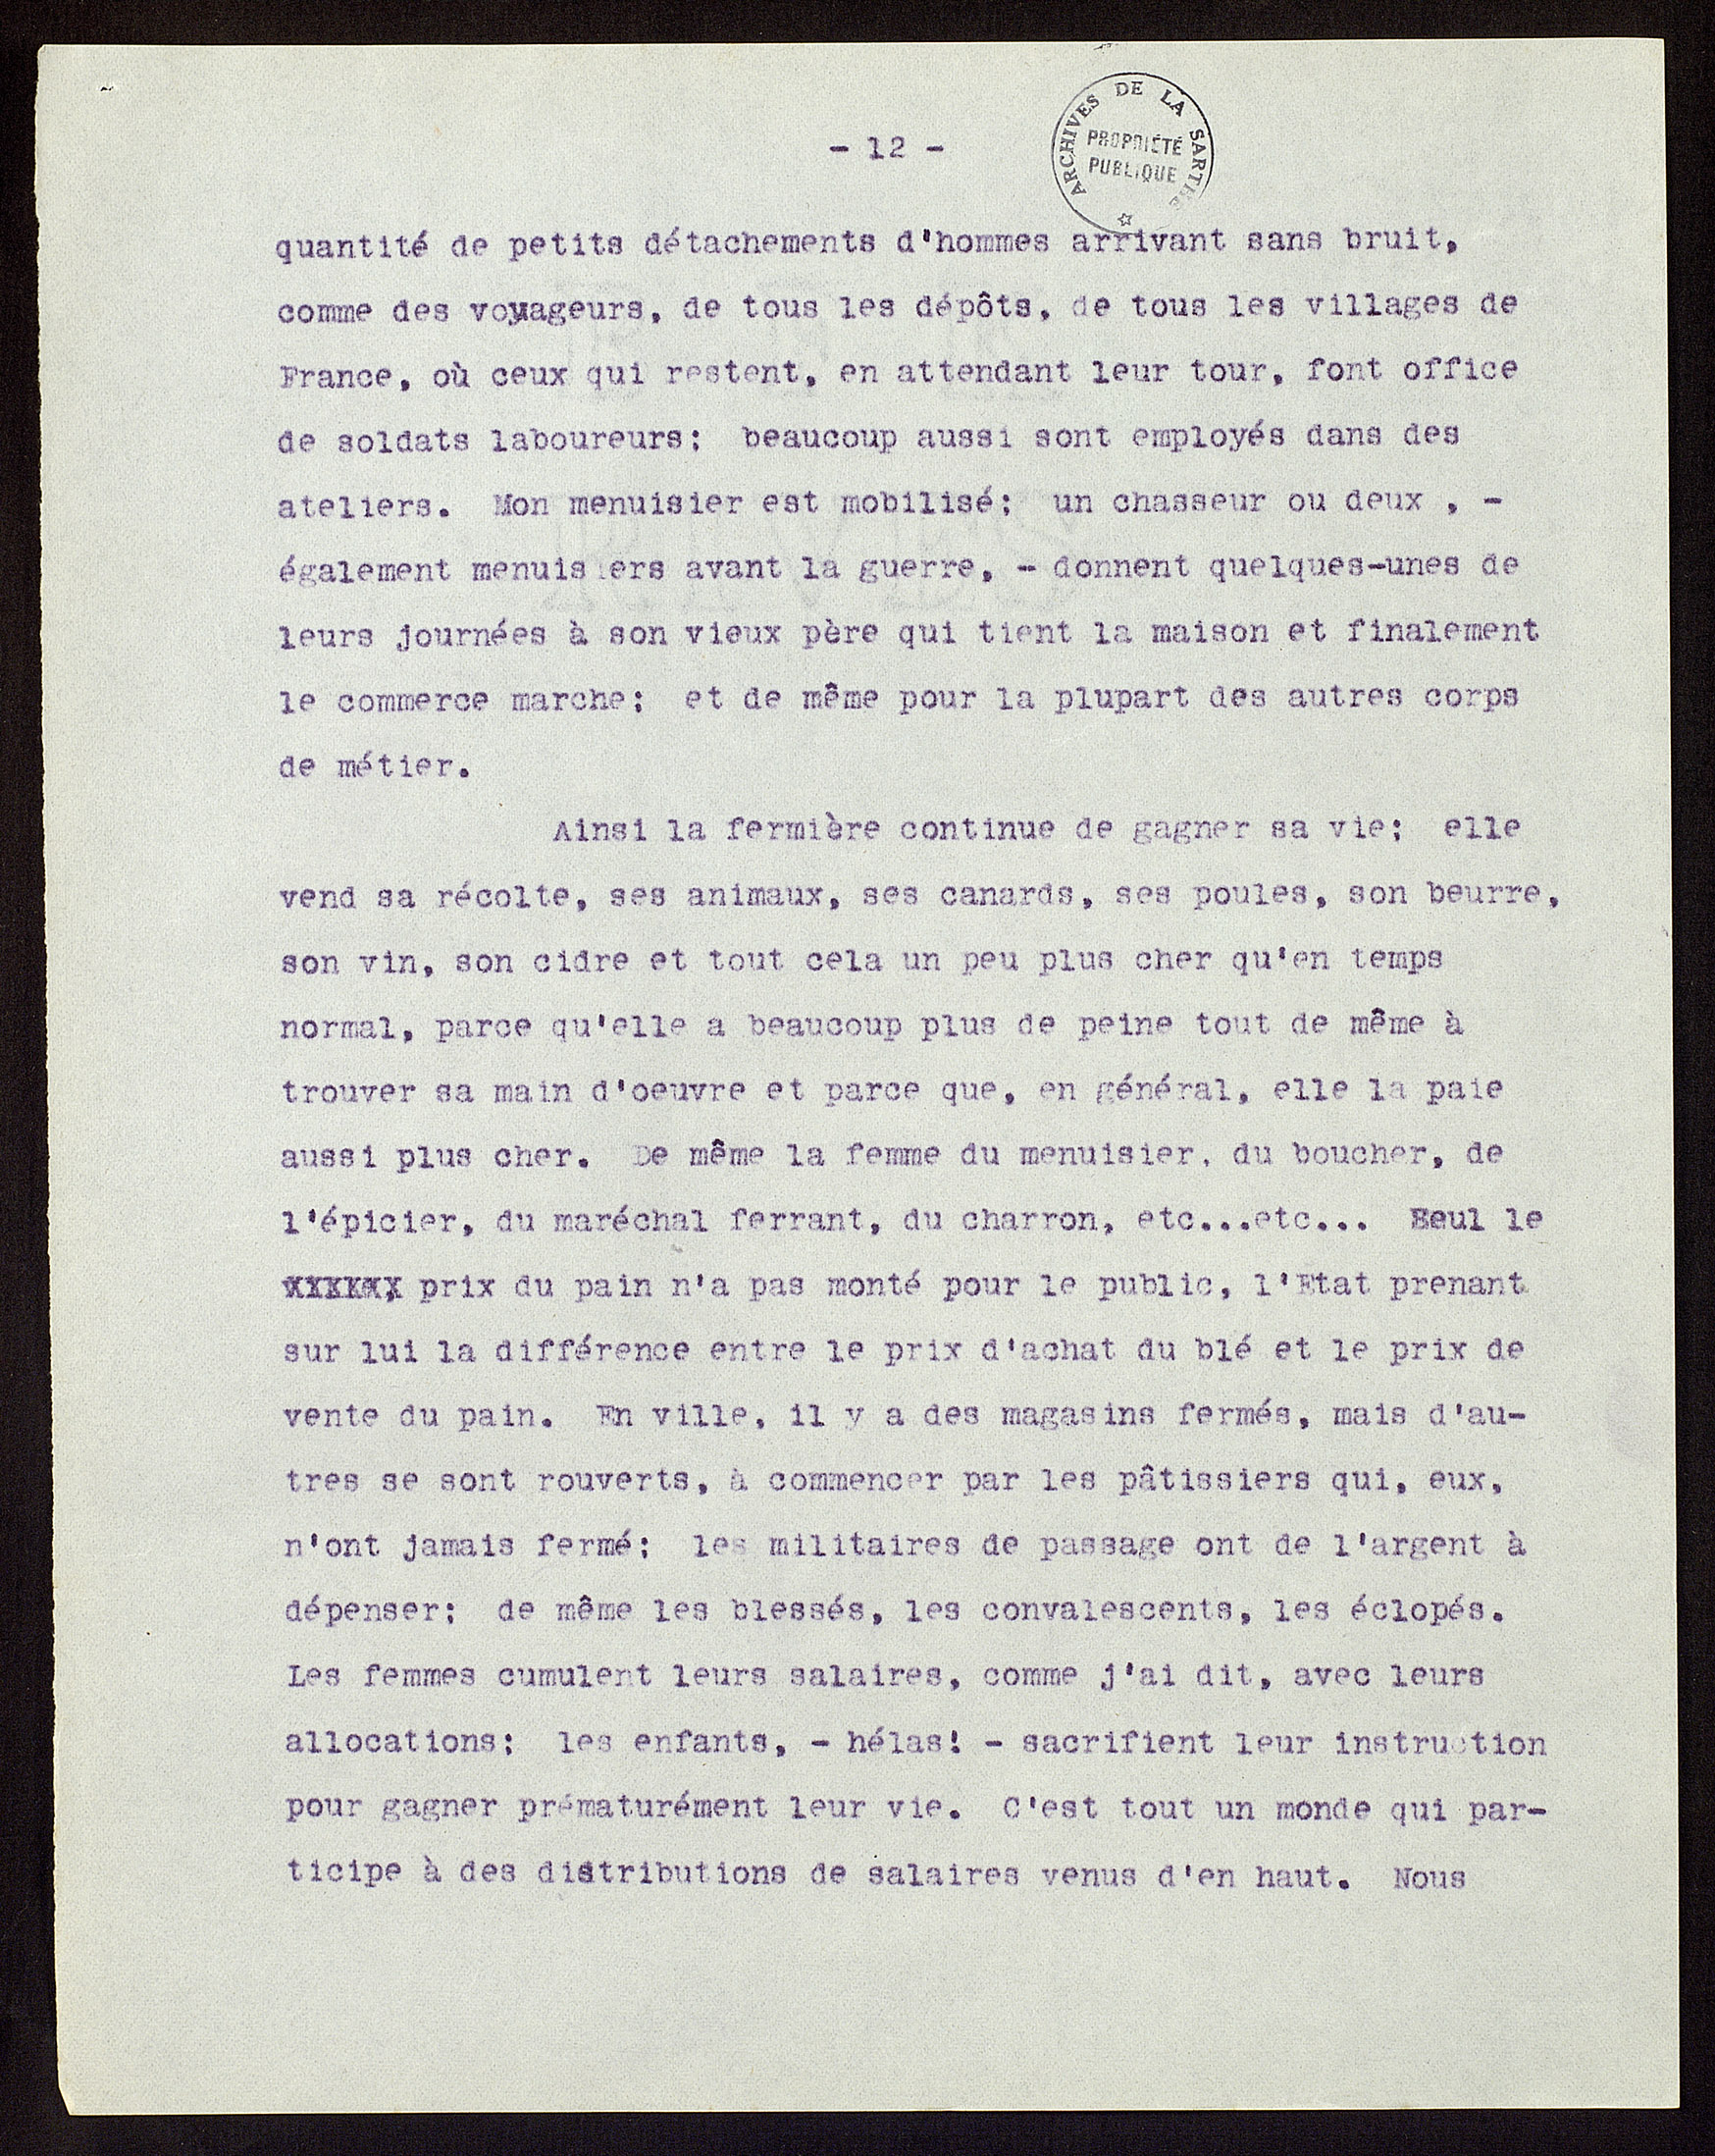 - 12 -
ARCHIVES DE LA SARTHE
PROPRIÉTÉ
PUBLIQUE
quantité de petits détachements d'hommes arrivant sans bruit,
comme des voyageurs, de tous les dépôts, de tous les villages de
France, où ceux qui restent, en attendant leur tour, font office
de soldats laboureurs; beaucoup aussi sont employés dans des
ateliers. Mon menuisier est mobilisé; un chasseur ou deux , -
également menuisiers avant la guerre, - donnent quelques-unes de
leurs journées à son vieux père qui tient la maison et finalement
le commerce marche; et de même pour la plupart des autres corps
de métier.
Ainsi la fermière continue de gagner sa vie; elle
vend sa récolte, ses animaux, ses canards, ses poules, son beurre,
son vin, son cidre et tout cela un peu plus cher qu'en temps
normal, parce qu'elle a beaucoup plus de peine tout de même à
trouver sa main d'oeuvre et parce que, en général, elle la paie
aussi plus cher. De même la femme du menuisier, du boucher, de
l'épicier, du maréchal ferrant, du charron, etc...etc... Seul le
prix du pain n'a pas monté pour le public, l'Etat prenant
sur lui la différence entre le prix d'achat du blé et le prix de
vente du pain. En ville, il y a des magasins fermés, mais d'au-
tres se sont rouverts, à commencer par les pâtissiers qui, eux,
n'ont jamais fermé; les militaires de passage ont de l'argent à
dépenser; de même les blessés, les convalescents, les éclopés.
Les femmes cumulent leurs salaires, comme j'ai dit, avec leurs
allocations; les enfants, - hélas! - sacrifient leur instruction
pour gagner prématurément leur vie. C'est tout un monde qui par-
ticipe à des distributions de salaires venus d'en haut. Nous